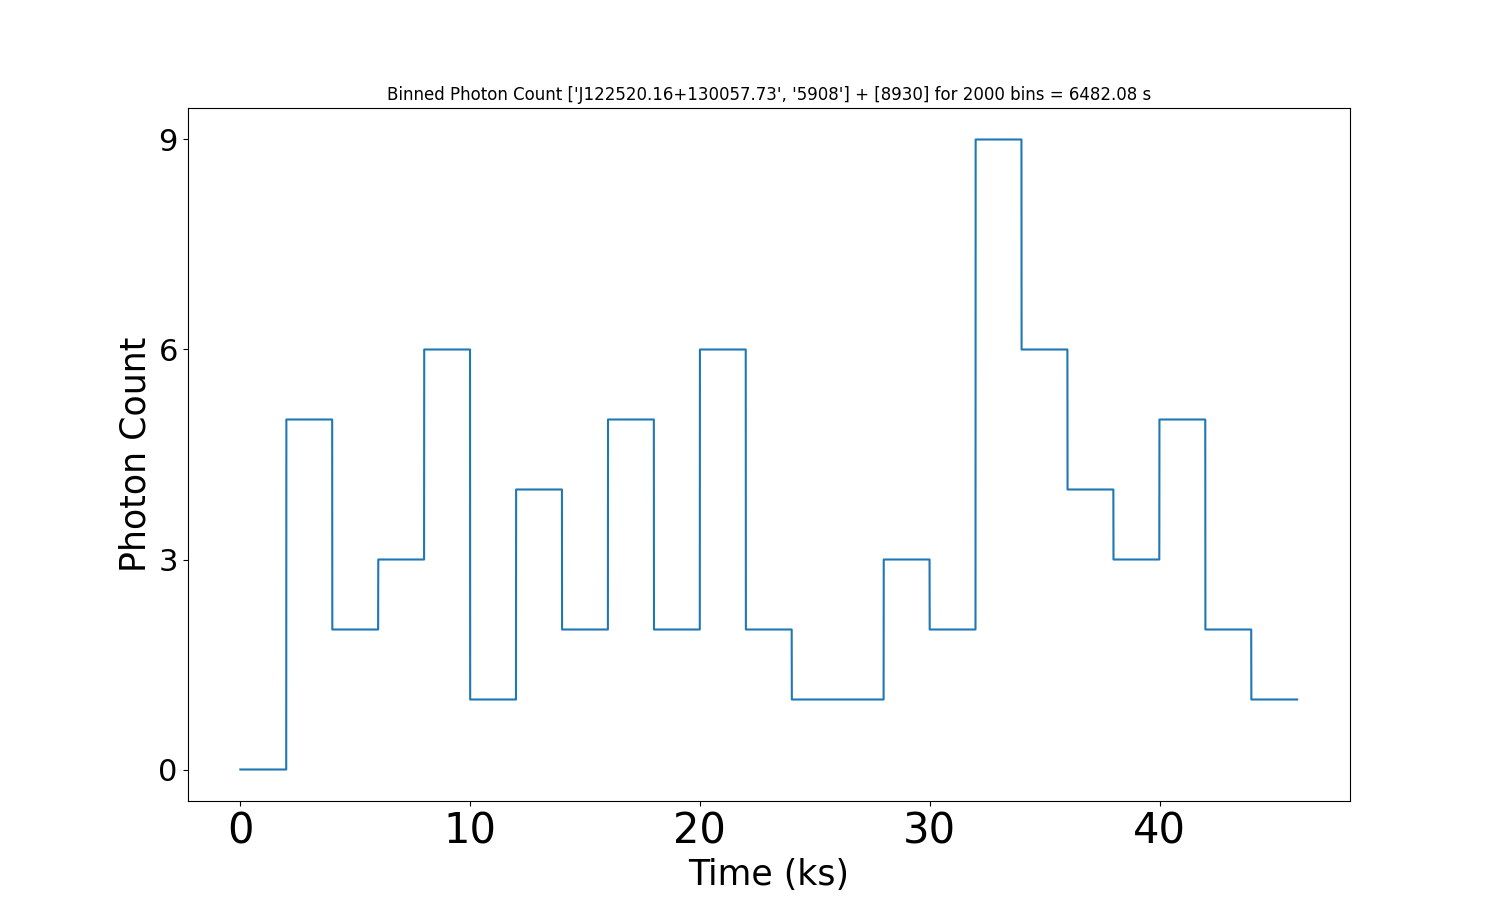 Binned Photon Count ['J122520.16+130057.73', '5908'] + [8930] for 2000 bins = 6482.08 s
9
6
3
0
Photon Count
0 10 20 30 40
Time (ks)